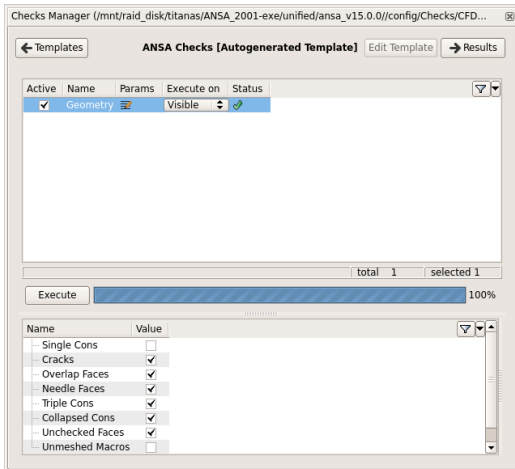 Checks Manager (/mnt/raid_disk/titanas/ANSA_2001-exe/unified/ansa_v15.0.0//config/Checks/CFD...
Templates ANSA Checks [Autogenerated Template] Edit Template Results
Active Name Params Execute on Status
Geometry Visible
total 1 selected 1
Execute 100%
Name Value
Single Cons
Cracks
Overlap Faces
Needle Faces
Triple Cons
Collapsed Cons
Unchecked Faces
Unmeshed Macros